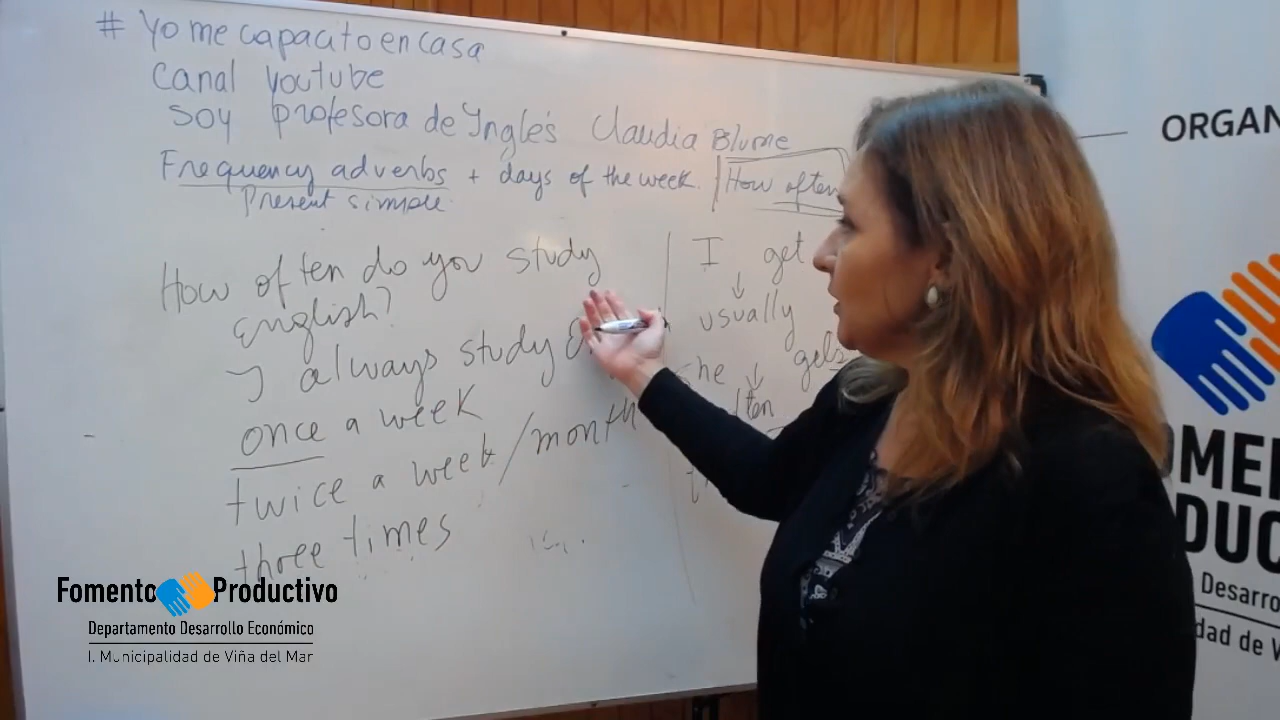 # Yo me capacito en casa
Canal youtube
Soy profesora de Inglés Claudia Blume
Frequency adverbs + days of the week. | How often
Present simple.
How often do you study
English?
I always study
once a week
twice a week/month
three times
I get
usually
gets
he
ORGAN
Desarro
Fomento Productivo
Departamento Desarrollo Económico
I. Municipalidad de Viña del Mar